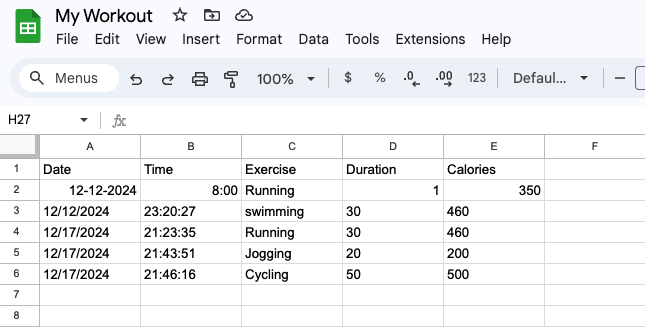 My Workout
File Edit View Insert Format Data Tools Extensions Help
Menus 100% $ % .0 .00 123 Defaul...
H27 fx
A B C D E F
1 Date Time Exercise Duration Calories
2 12-12-2024 8:00 Running 1 350
3 12/12/2024 23:20:27 swimming 30 460
4 12/17/2024 21:23:35 Running 30 460
5 12/17/2024 21:43:51 Jogging 20 200
6 12/17/2024 21:46:16 Cycling 50 500
7
8